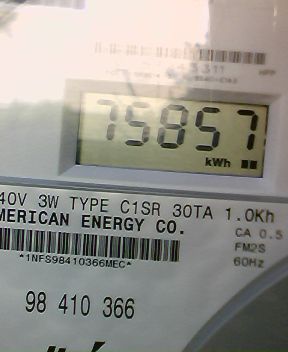 75857
kWh
40V 3W TYPE C1SR 30TA 1.0Kh
MERICAN ENERGY CO.
CA 0.5
FM2S
*1NFS98410366MEC*
60Hz
98 410 366